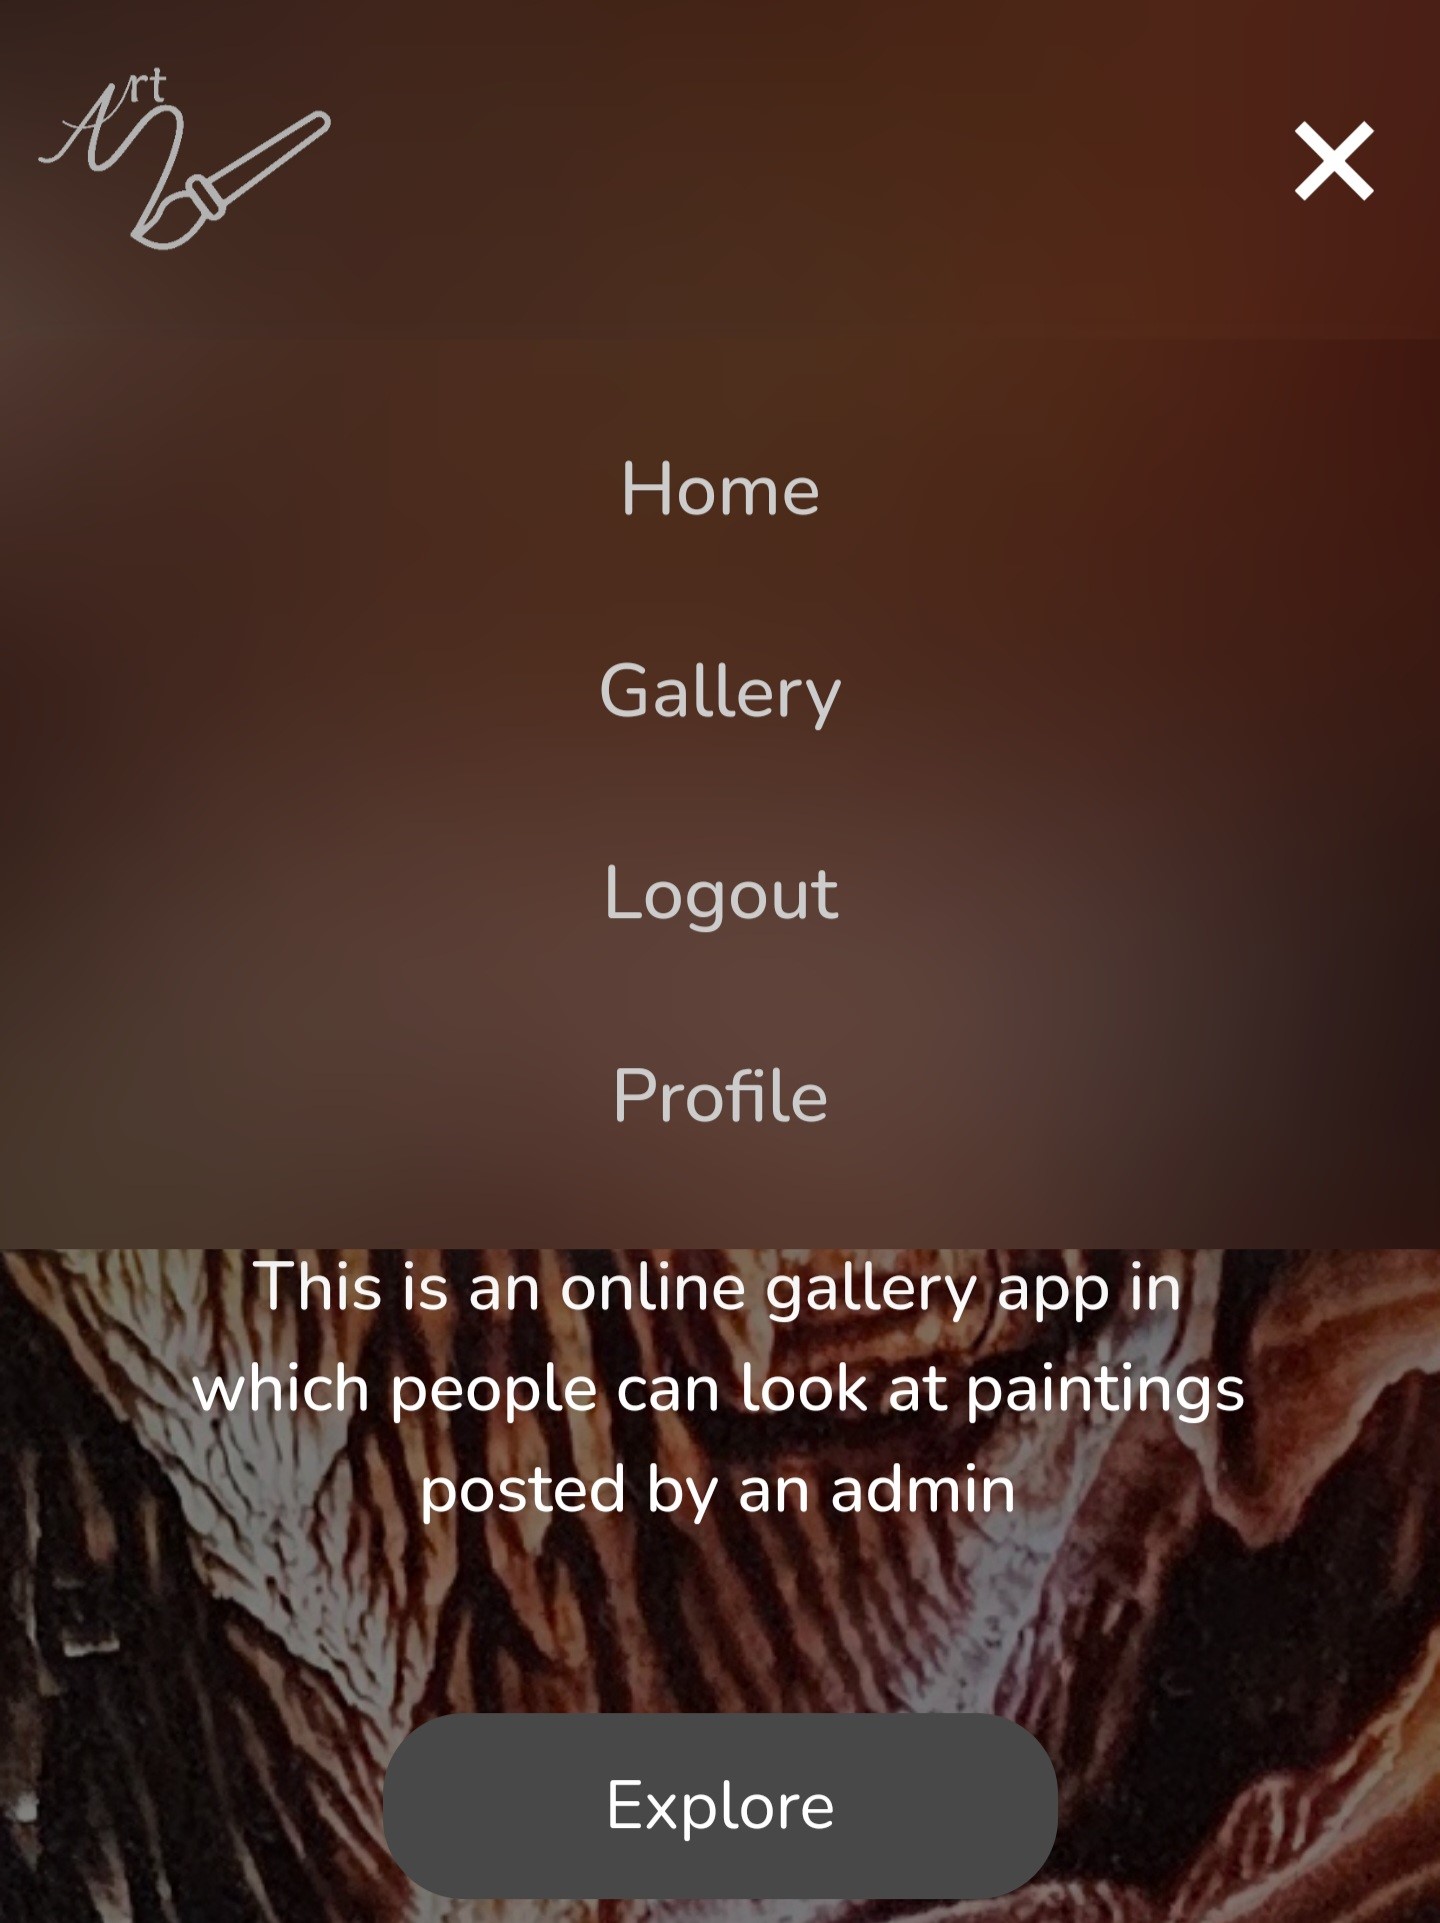 Art
Home
Gallery
Logout
Profile
This is an online gallery app in
which people can look at paintings
posted by an admin
Explore